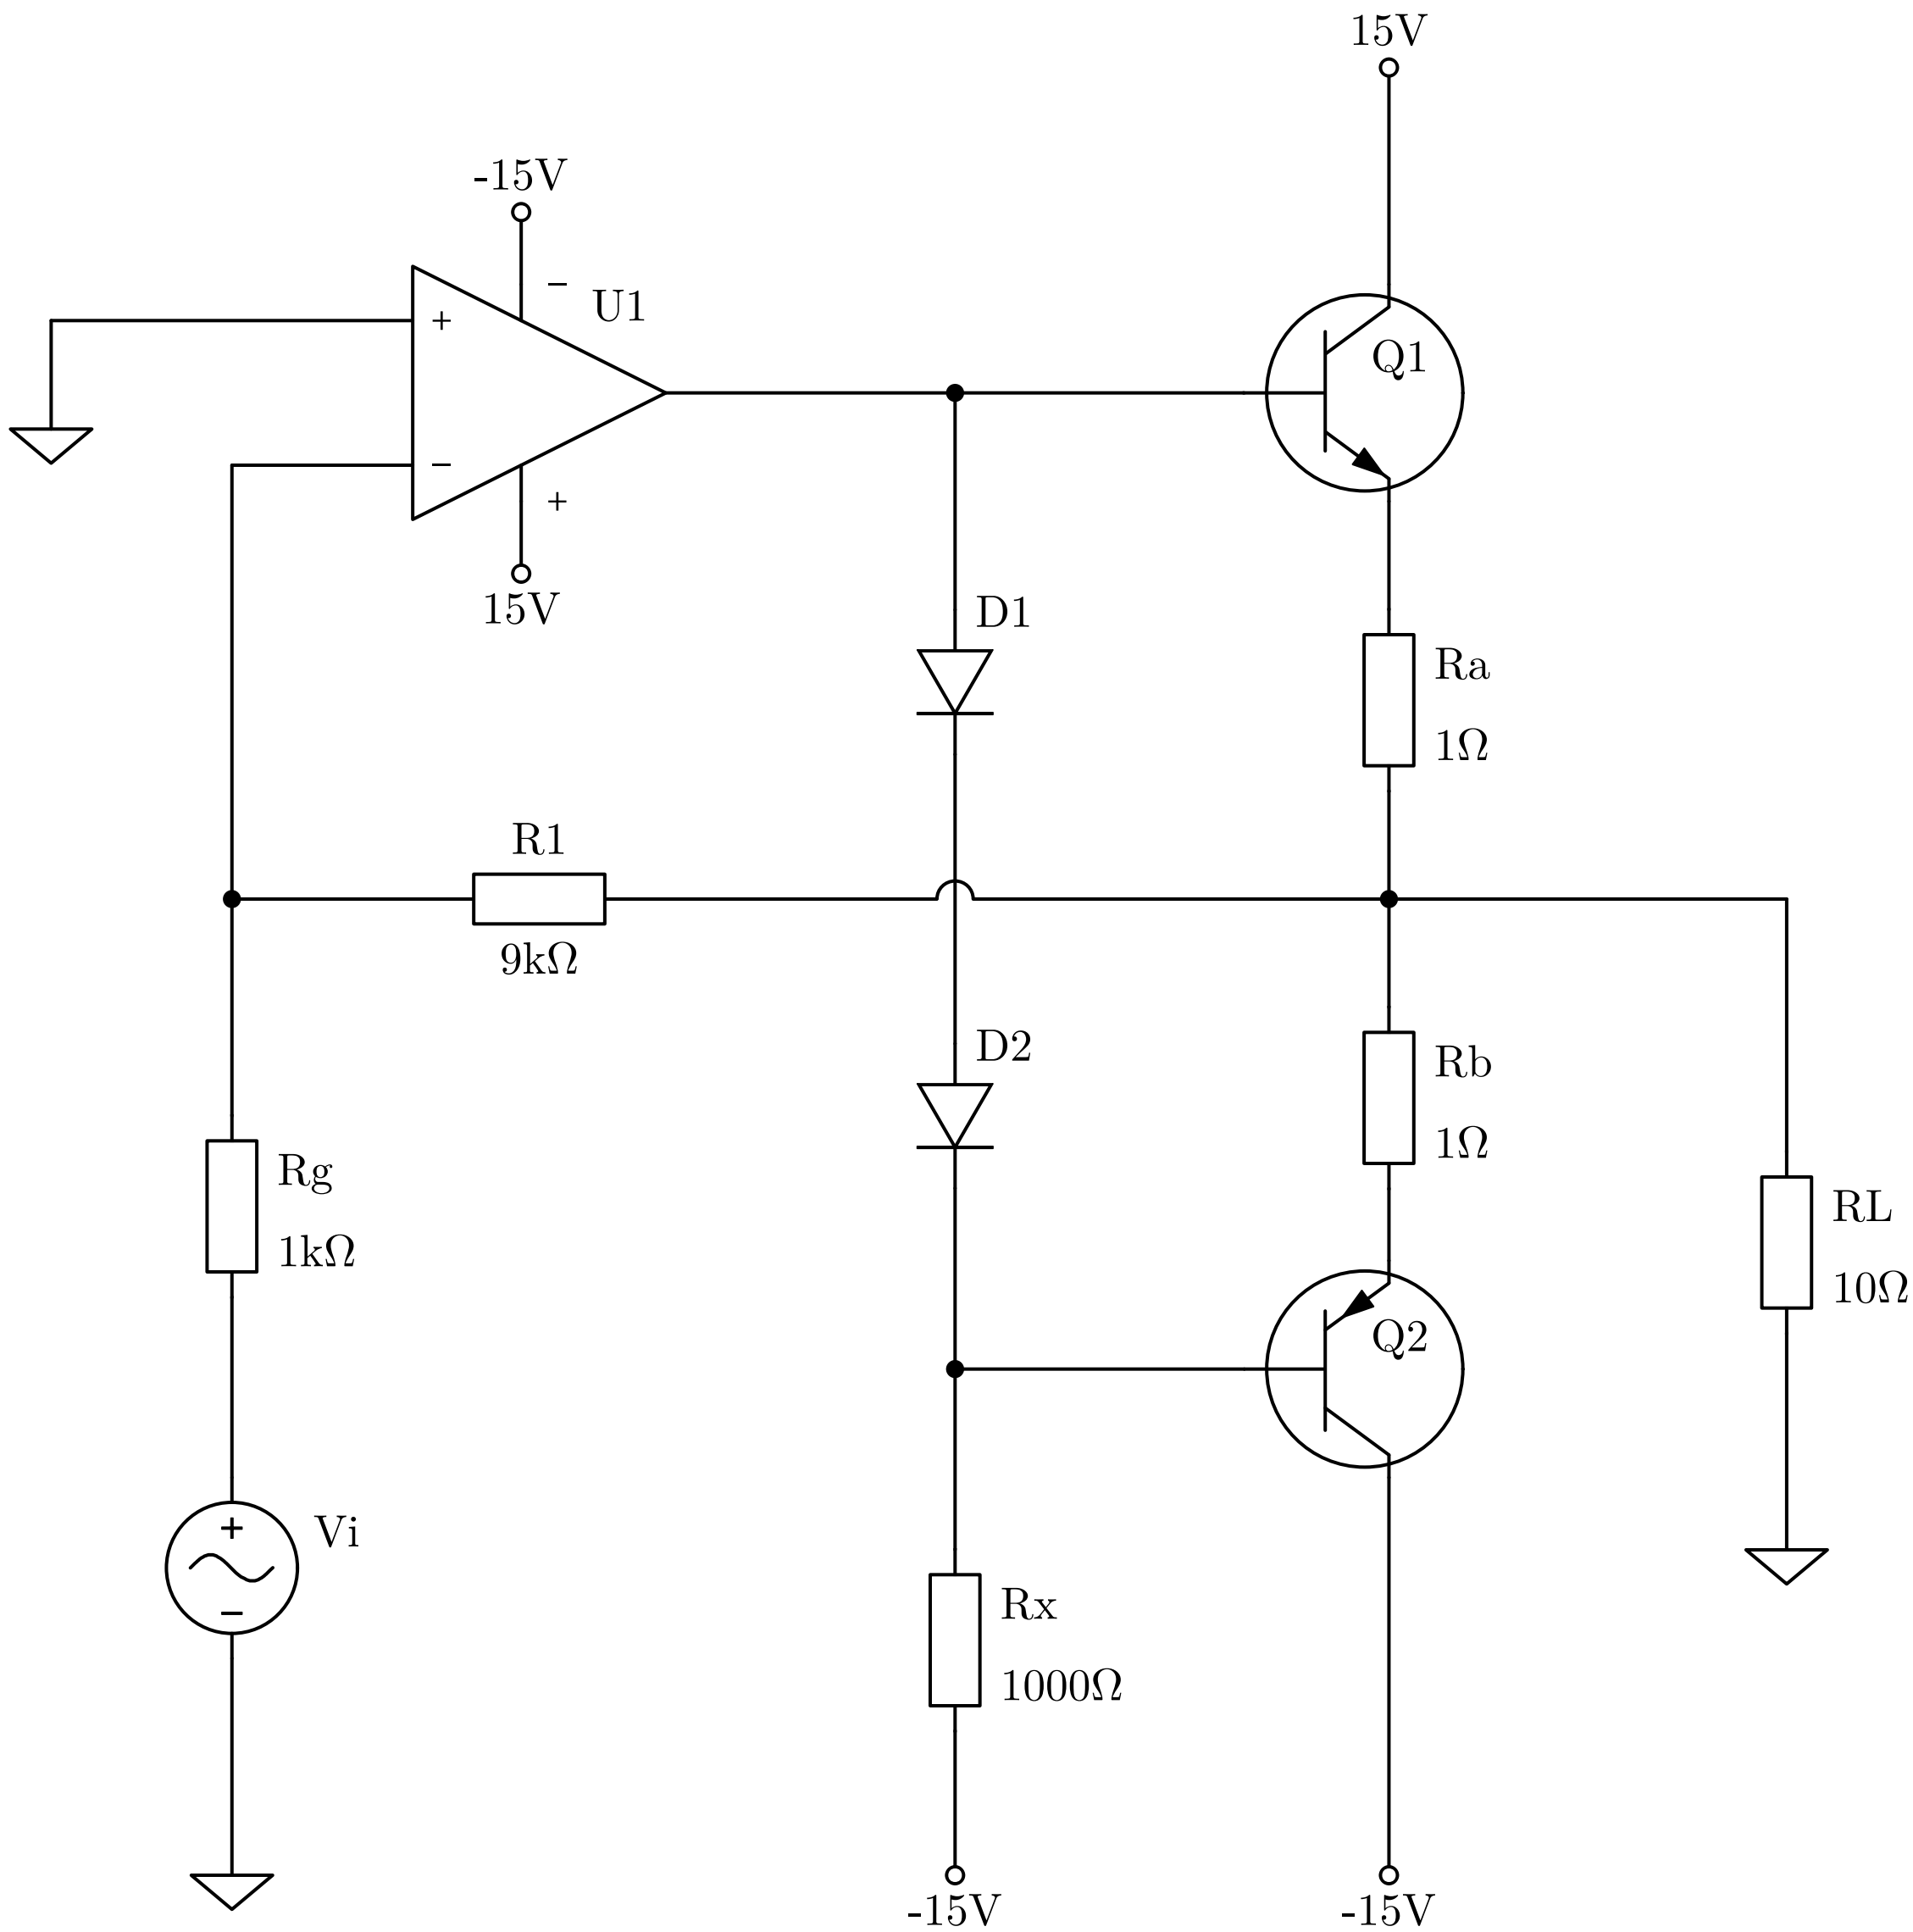 15V
-15V
+
−
U1
Q1
−
+
15V
D1
Ra
1Ω
R1
9kΩ
D2
Rb
1Ω
Rg
1kΩ
RL
10Ω
Q2
Vi
+
−
Rx
1000Ω
-15V
-15V